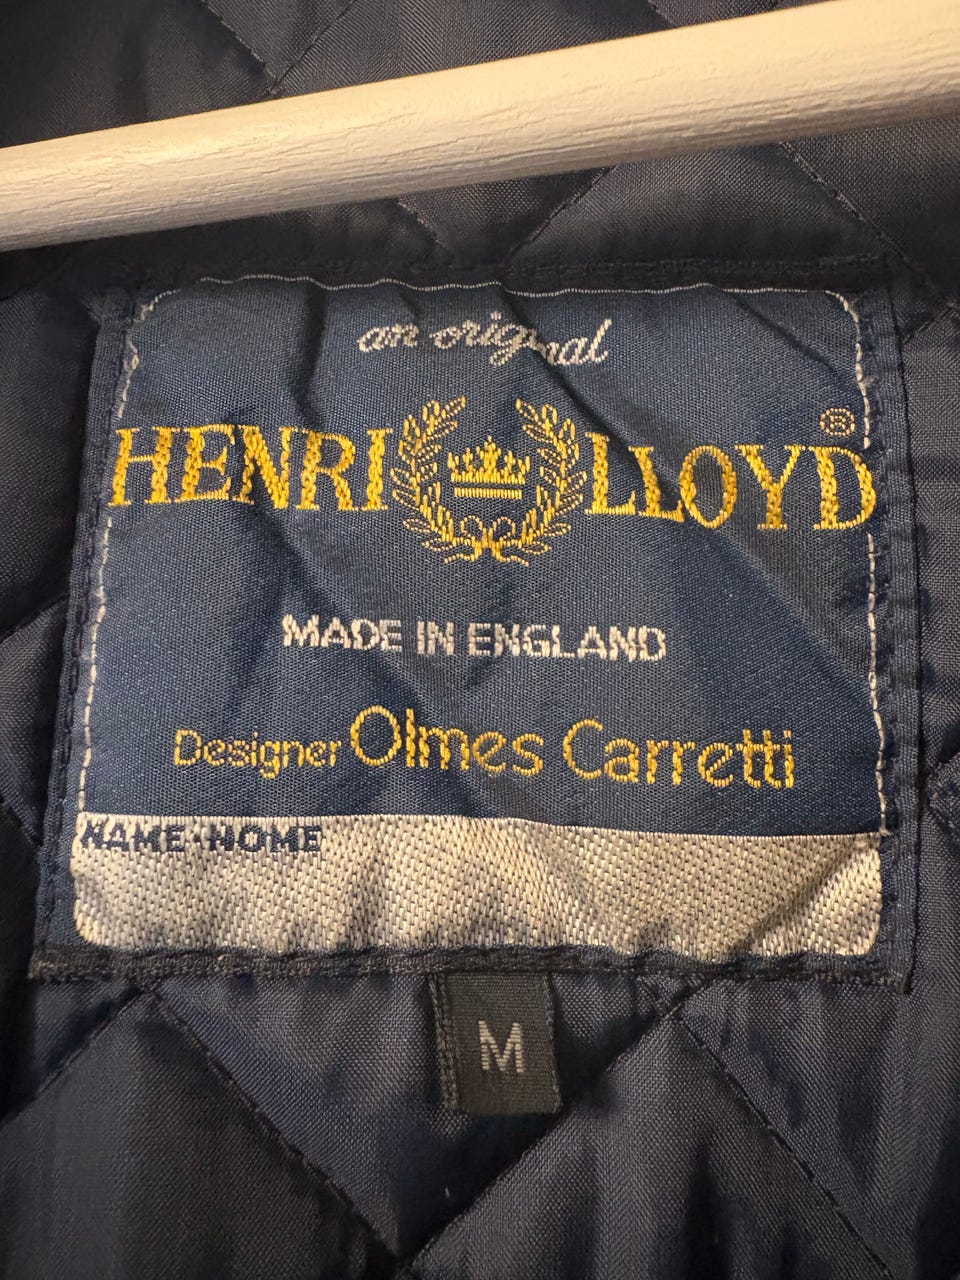 an original
HENRI LLOYD®
MADE IN ENGLAND
Designer Olmes Carretti
NAME·NOME
M